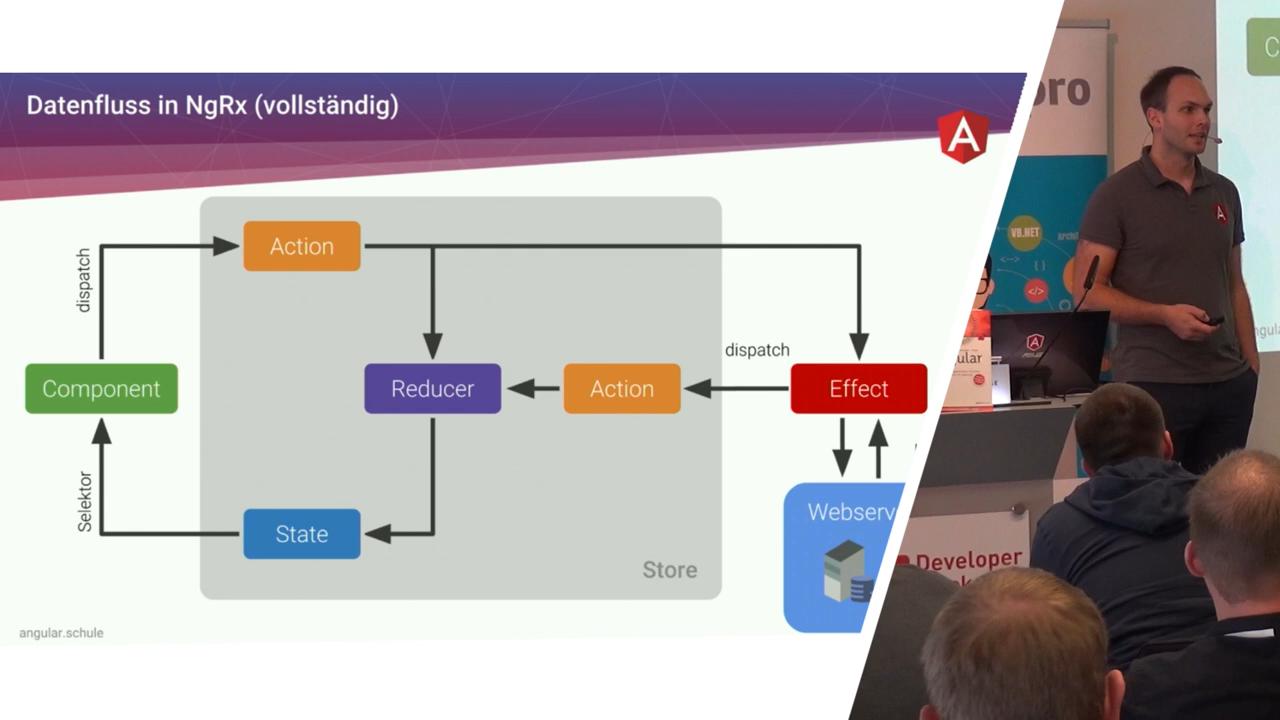 Datenfluss in NgRx (vollständig)
Action
dispatch
dispatch
Component
Reducer
Action
Effect
Selektor
State
Store
angular.schule
pro
VB.NET
Developer